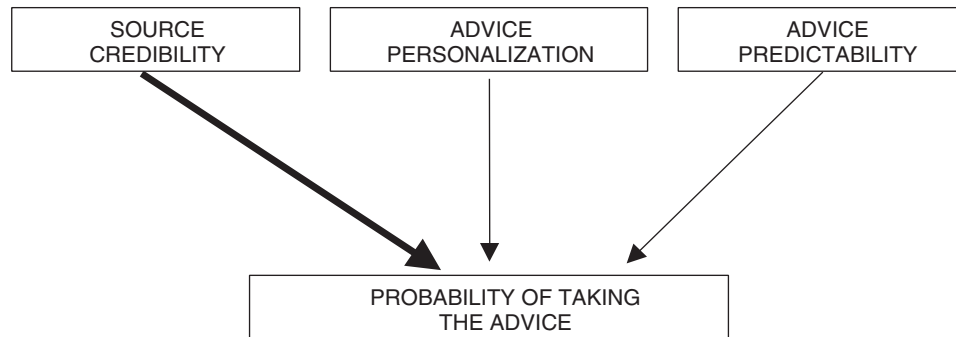 SOURCE
CREDIBILITY
ADVICE
PERSONALIZATION
ADVICE
PREDICTABILITY
PROBABILITY OF TAKING
THE ADVICE